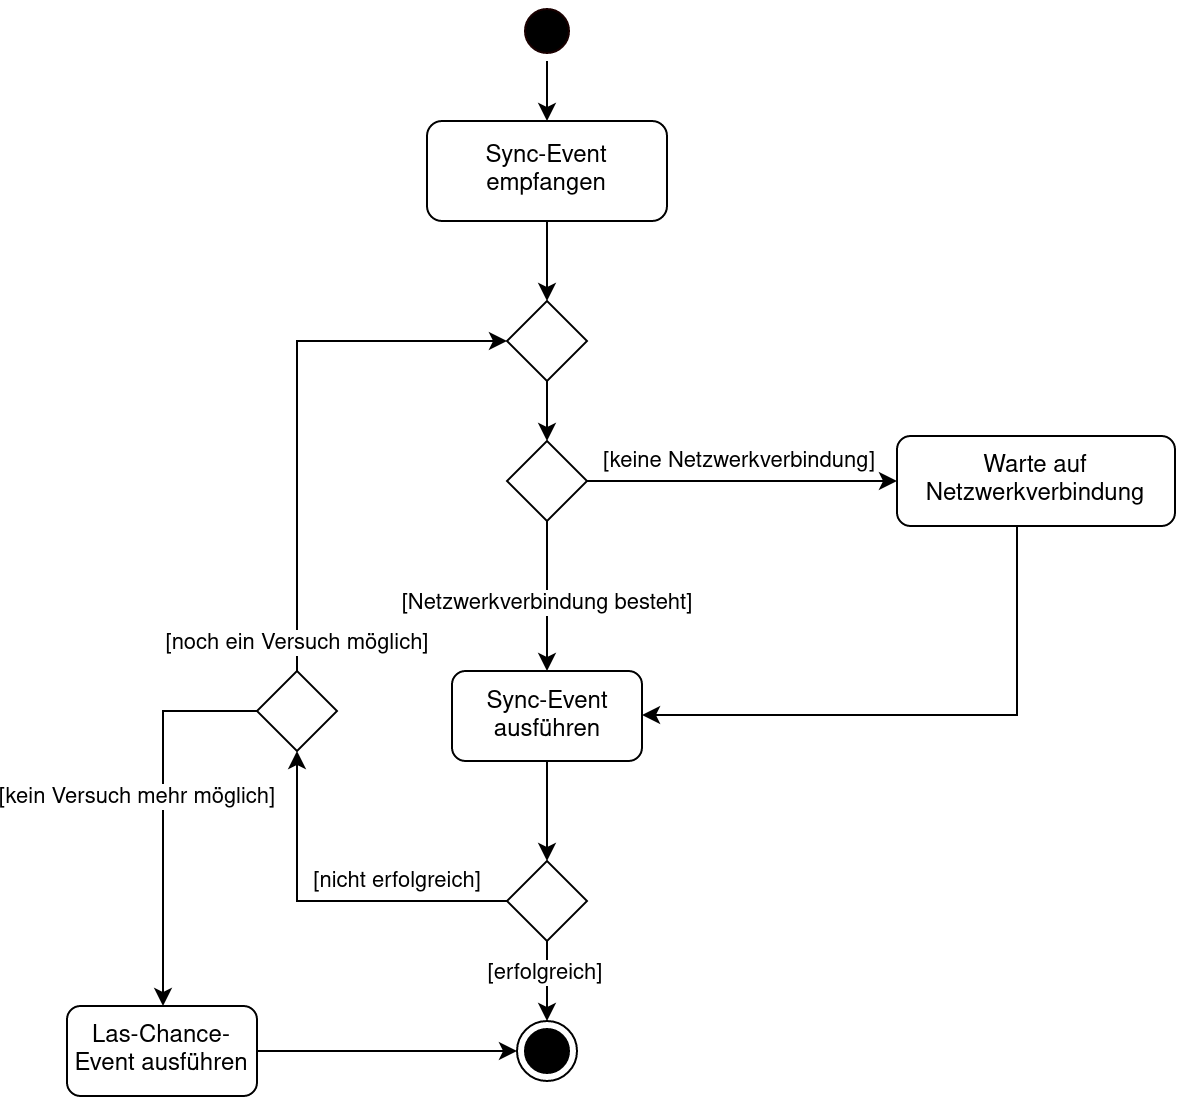 Sync-Event
empfangen
[keine Netzwerkverbindung]
Warte auf
Netzwerkverbindung
[Netzwerkverbindung besteht]
[noch ein Versuch möglich]
Sync-Event
ausführen
[kein Versuch mehr möglich]
[nicht erfolgreich]
[erfolgreich]
Las-Chance-
Event ausführen